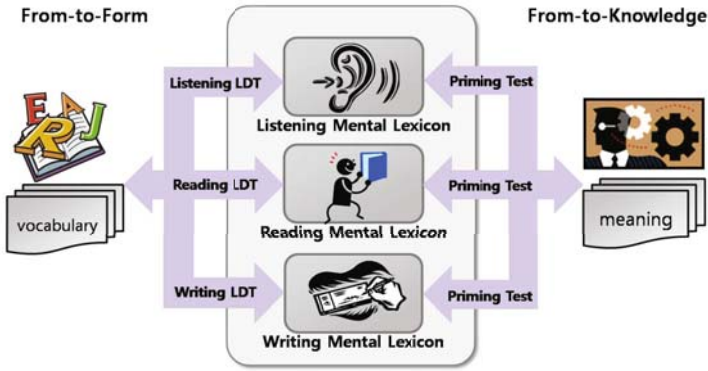 From-to-Form
From-to-Knowledge
Listening LDT
Priming Test
Listening Mental Lexicon
E A J R
vocabulary
Reading LDT
Priming Test
meaning
Reading Mental Lexicon
Writing LDT
Priming Test
Writing Mental Lexicon